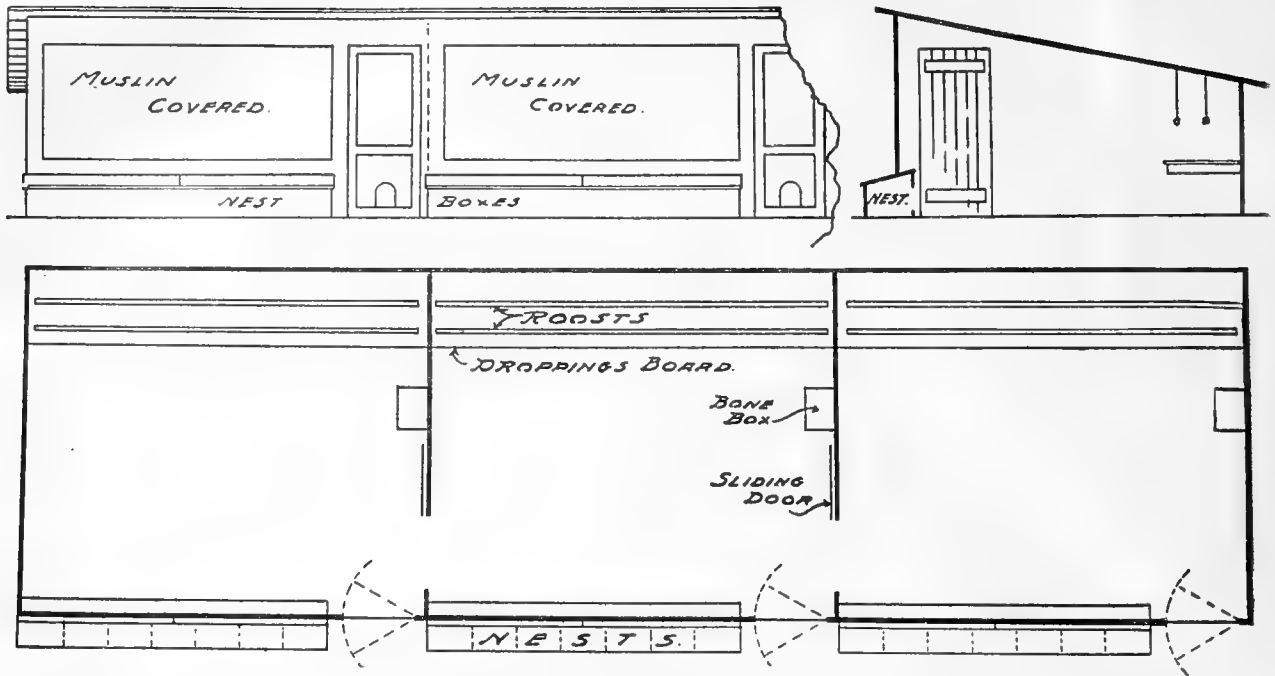 MUSLIN
COVERED.
MUSLIN
COVERED.
NEST
BOXES
NEST.
ROOSTS
DROPPINGS BOARD.
BONE
BOX
SLIDING
DOOR
NESTS.